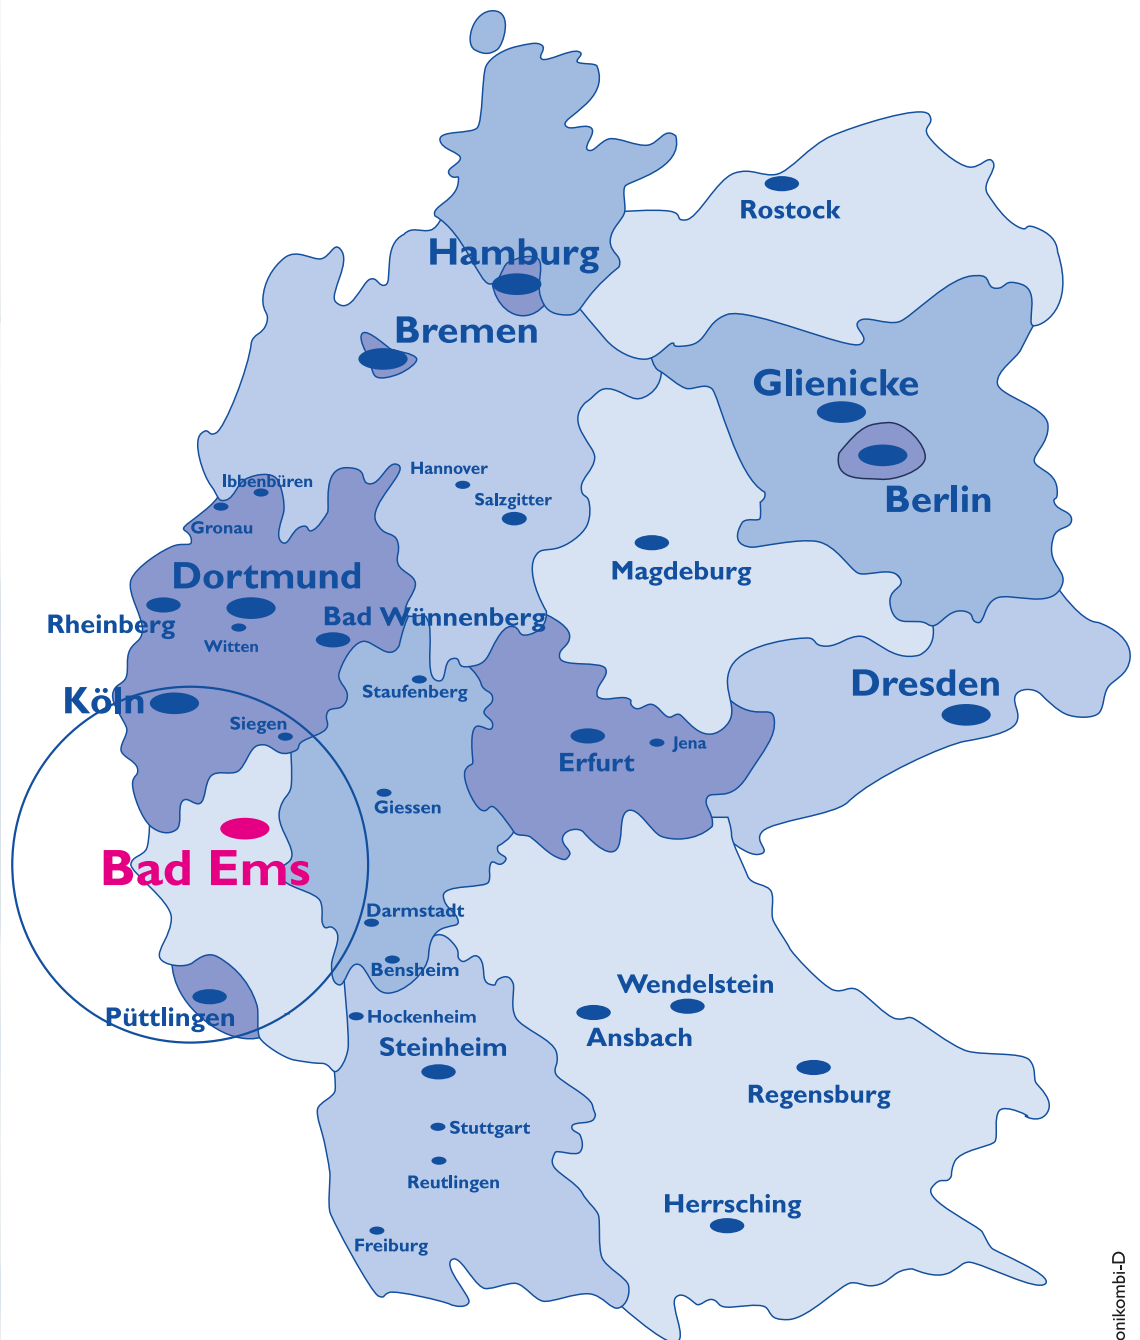 Rostock
Hamburg
Bremen
Glienicke
Hannover
Ibbenbüren
Salzgitter
Berlin
Gronau
Magdeburg
Dortmund
Bad Wünnenberg
Rheinberg
Witten
Dresden
Staufenberg
Köln
Siegen
Jena
Erfurt
Giessen
Bad Ems
Darmstadt
Bensheim
Wendelstein
Püttlingen
Hockenheim
Ansbach
Steinheim
Regensburg
Stuttgart
Reutlingen
Herrsching
Freiburg
onikombi-D